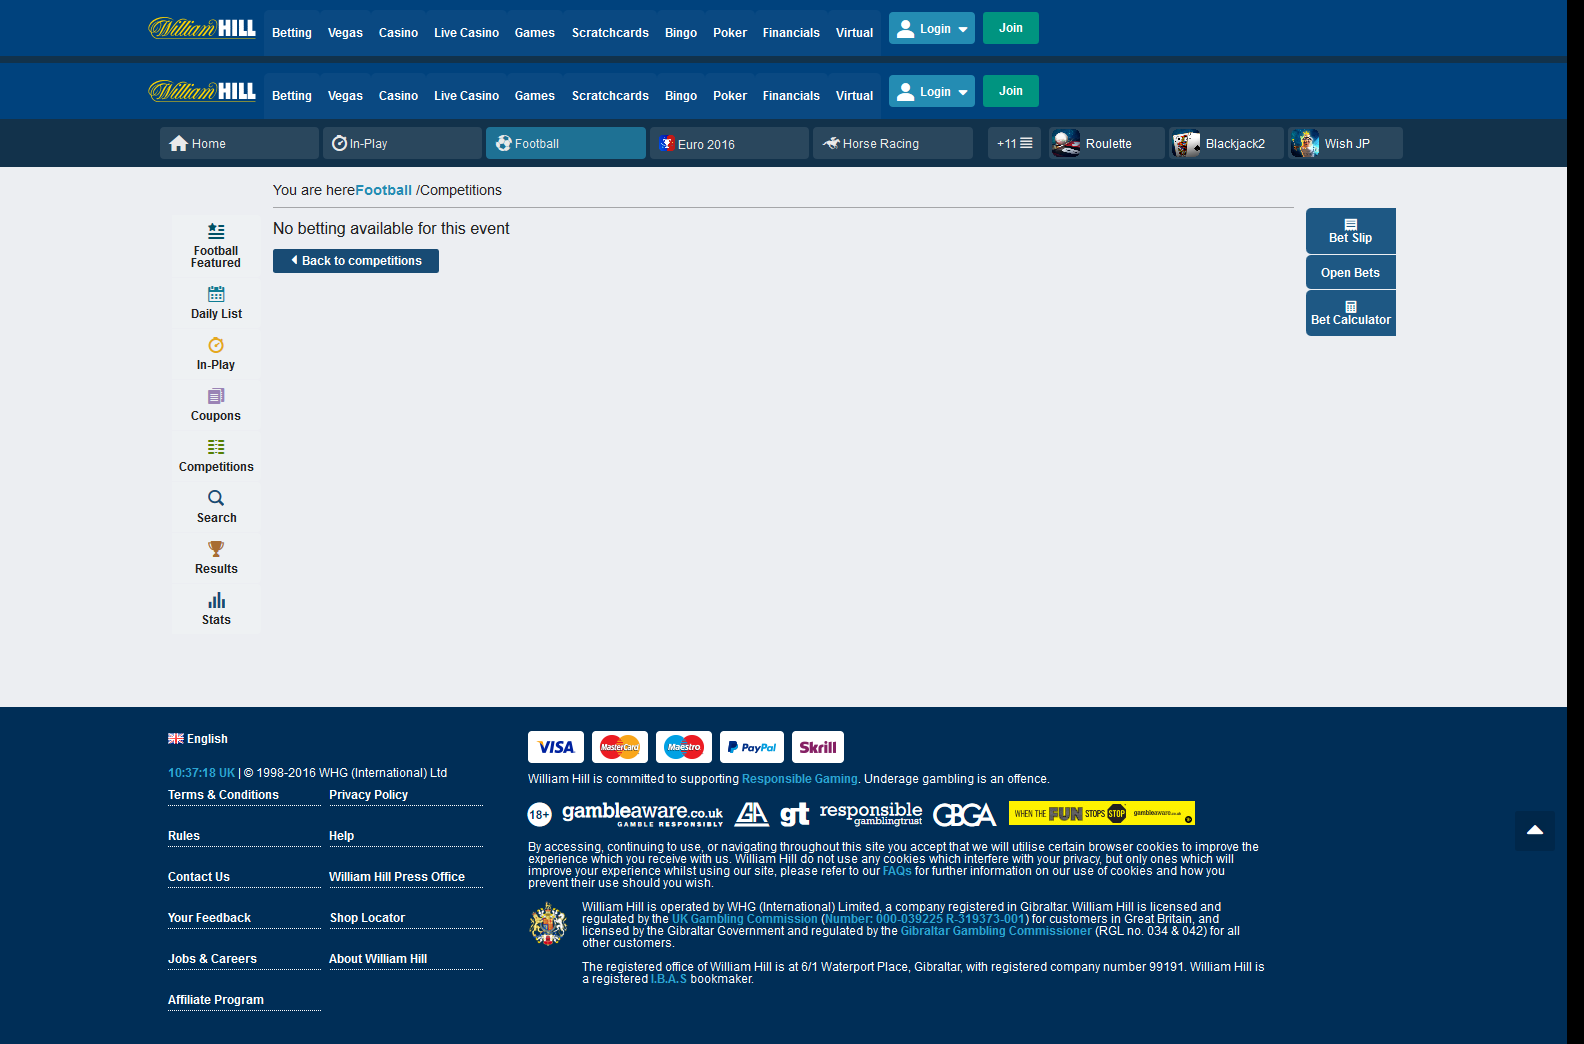 William HILL Betting Vegas Casino Live Casino Games Scratchcards Bingo Poker Financials Virtual Login Join
William HILL Betting Vegas Casino Live Casino Games Scratchcards Bingo Poker Financials Virtual Login Join
Home In-Play Football Euro 2016 Horse Racing +11 Roulette Blackjack2 Wish JP
You are hereFootball /Competitions
No betting available for this event
Back to competitions
Football
Featured
Daily List
In-Play
Coupons
Competitions
Search
Results
Stats
Bet Slip
Open Bets
Bet Calculator
English
10:37:18 UK | © 1998-2016 WHG (International) Ltd
Terms & Conditions Privacy Policy
Rules Help
Contact Us William Hill Press Office
Your Feedback Shop Locator
Jobs & Careers About William Hill
Affiliate Program
VISA MasterCard Maestro PayPal Skrill
William Hill is committed to supporting Responsible Gaming. Underage gambling is an offence.
18+ gambleaware.co.uk GAMBLE RESPONSIBLY GA gt responsible gamblingtrust GBGA WHEN THE FUN STOPS STOP gambleaware.co.uk
By accessing, continuing to use, or navigating throughout this site you accept that we will utilise certain browser cookies to improve the
experience which you receive with us. William Hill do not use any cookies which interfere with your privacy, but only ones which will
improve your experience whilst using our site, please refer to our FAQs for further information on our use of cookies and how you
prevent their use should you wish.
William Hill is operated by WHG (International) Limited, a company registered in Gibraltar. William Hill is licensed and
regulated by the UK Gambling Commission (Number: 000-039225 R-319373-001) for customers in Great Britain, and
licensed by the Gibraltar Government and regulated by the Gibraltar Gambling Commissioner (RGL no. 034 & 042) for all
other customers.
The registered office of William Hill is at 6/1 Waterport Place, Gibraltar, with registered company number 99191. William Hill is
a registered I.B.A.S bookmaker.